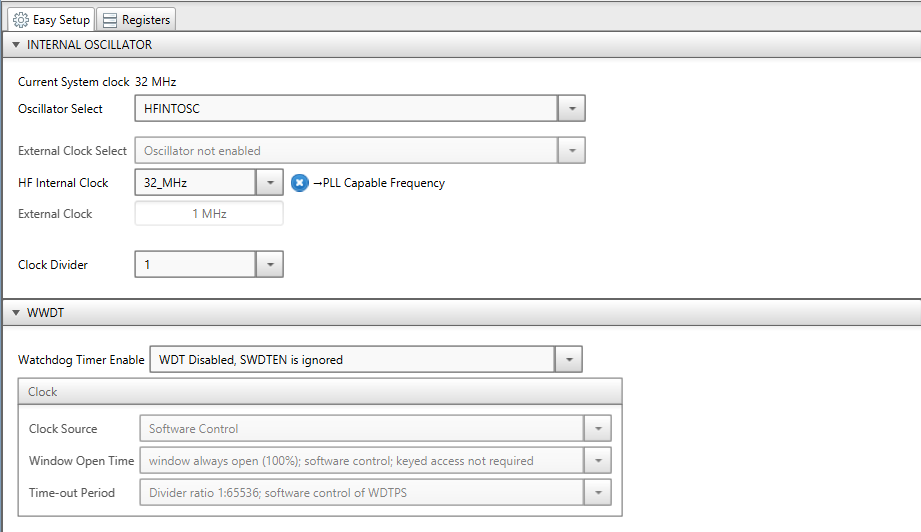 Easy Setup Registers
INTERNAL OSCILLATOR
Current System clock 32 MHz
Oscillator Select HFINTOSC
External Clock Select Oscillator not enabled
HF Internal Clock 32_MHz →PLL Capable Frequency
External Clock 1 MHz
Clock Divider 1
WWDT
Watchdog Timer Enable WDT Disabled, SWDTEN is ignored
Clock
Clock Source Software Control
Window Open Time window always open (100%); software control; keyed access not required
Time-out Period Divider ratio 1:65536; software control of WDTPS